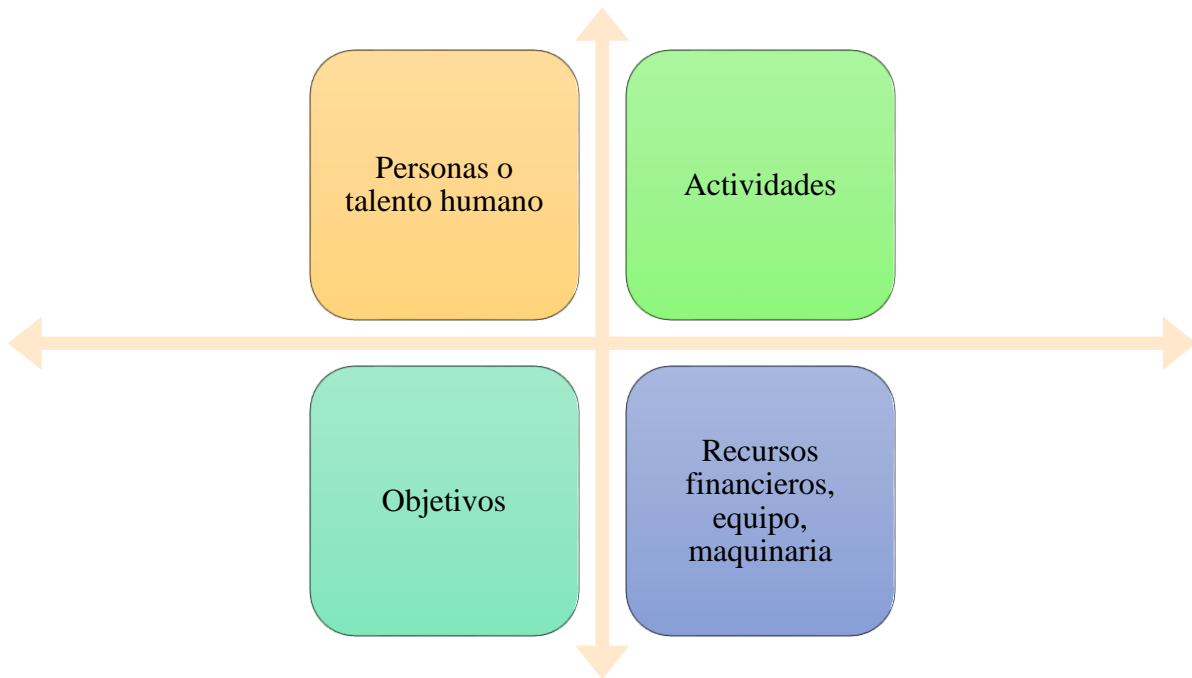 Personas o
talento humano
Actividades
Objetivos
Recursos
financieros,
equipo,
maquinaria